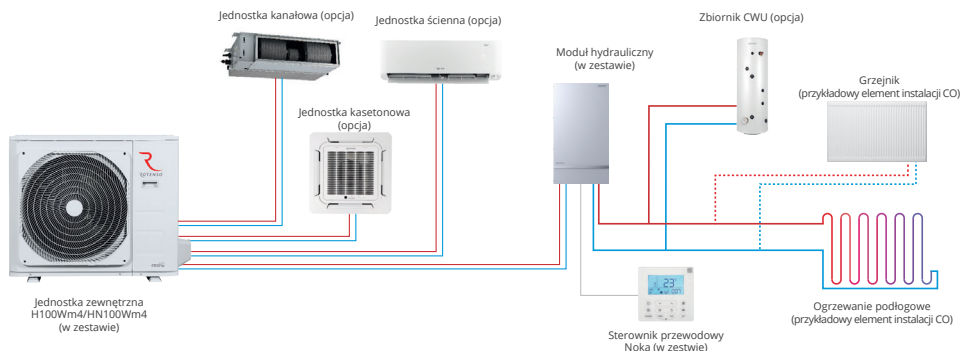 Jednostka kanałowa (opcja)
Jednostka ścienna (opcja)
Zbiornik CWU (opcja)
Moduł hydrauliczny
(w zestawie)
Grzejnik
(przykładowy element instalacji CO)
Jednostka kasetonowa
(opcja)
R
ROTENSO
23°
Jednostka zewnętrzna
H100Wm4/HN100Wm4
(w zestawie)
Ogrzewanie podłogowe
(przykładowy element instalacji CO)
Sterownik przewodowy
Noka (w zestwie)